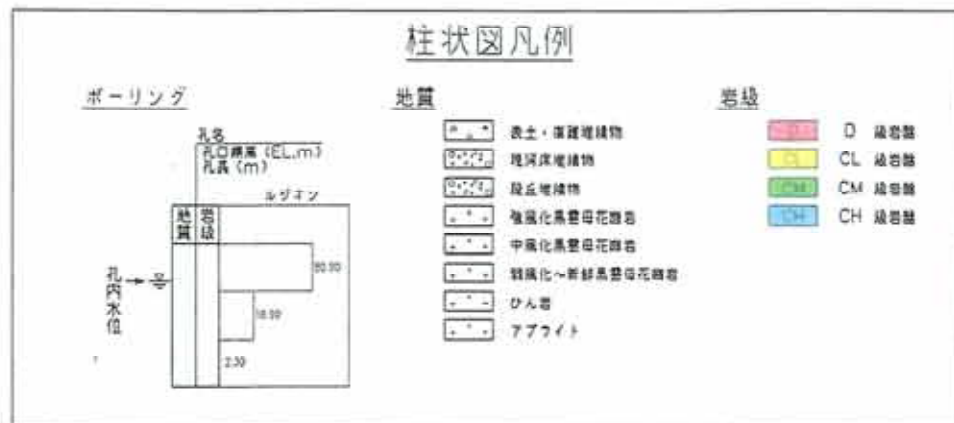 柱状図凡例
ボーリング
孔名
孔口標高 (EL.m)
孔長 (m)
ルジオン
地質
岩級
孔内水位
50.00
10.00
2.30
地質
表土・崖錐堆積物
現河床堆積物
段丘堆積物
強風化黒雲母花崗岩
中風化黒雲母花崗岩
弱風化～新鮮黒雲母花崗岩
ひん岩
アプライト
岩級
D D 級岩盤
CL CL 級岩盤
CM CM 級岩盤
CH CH 級岩盤